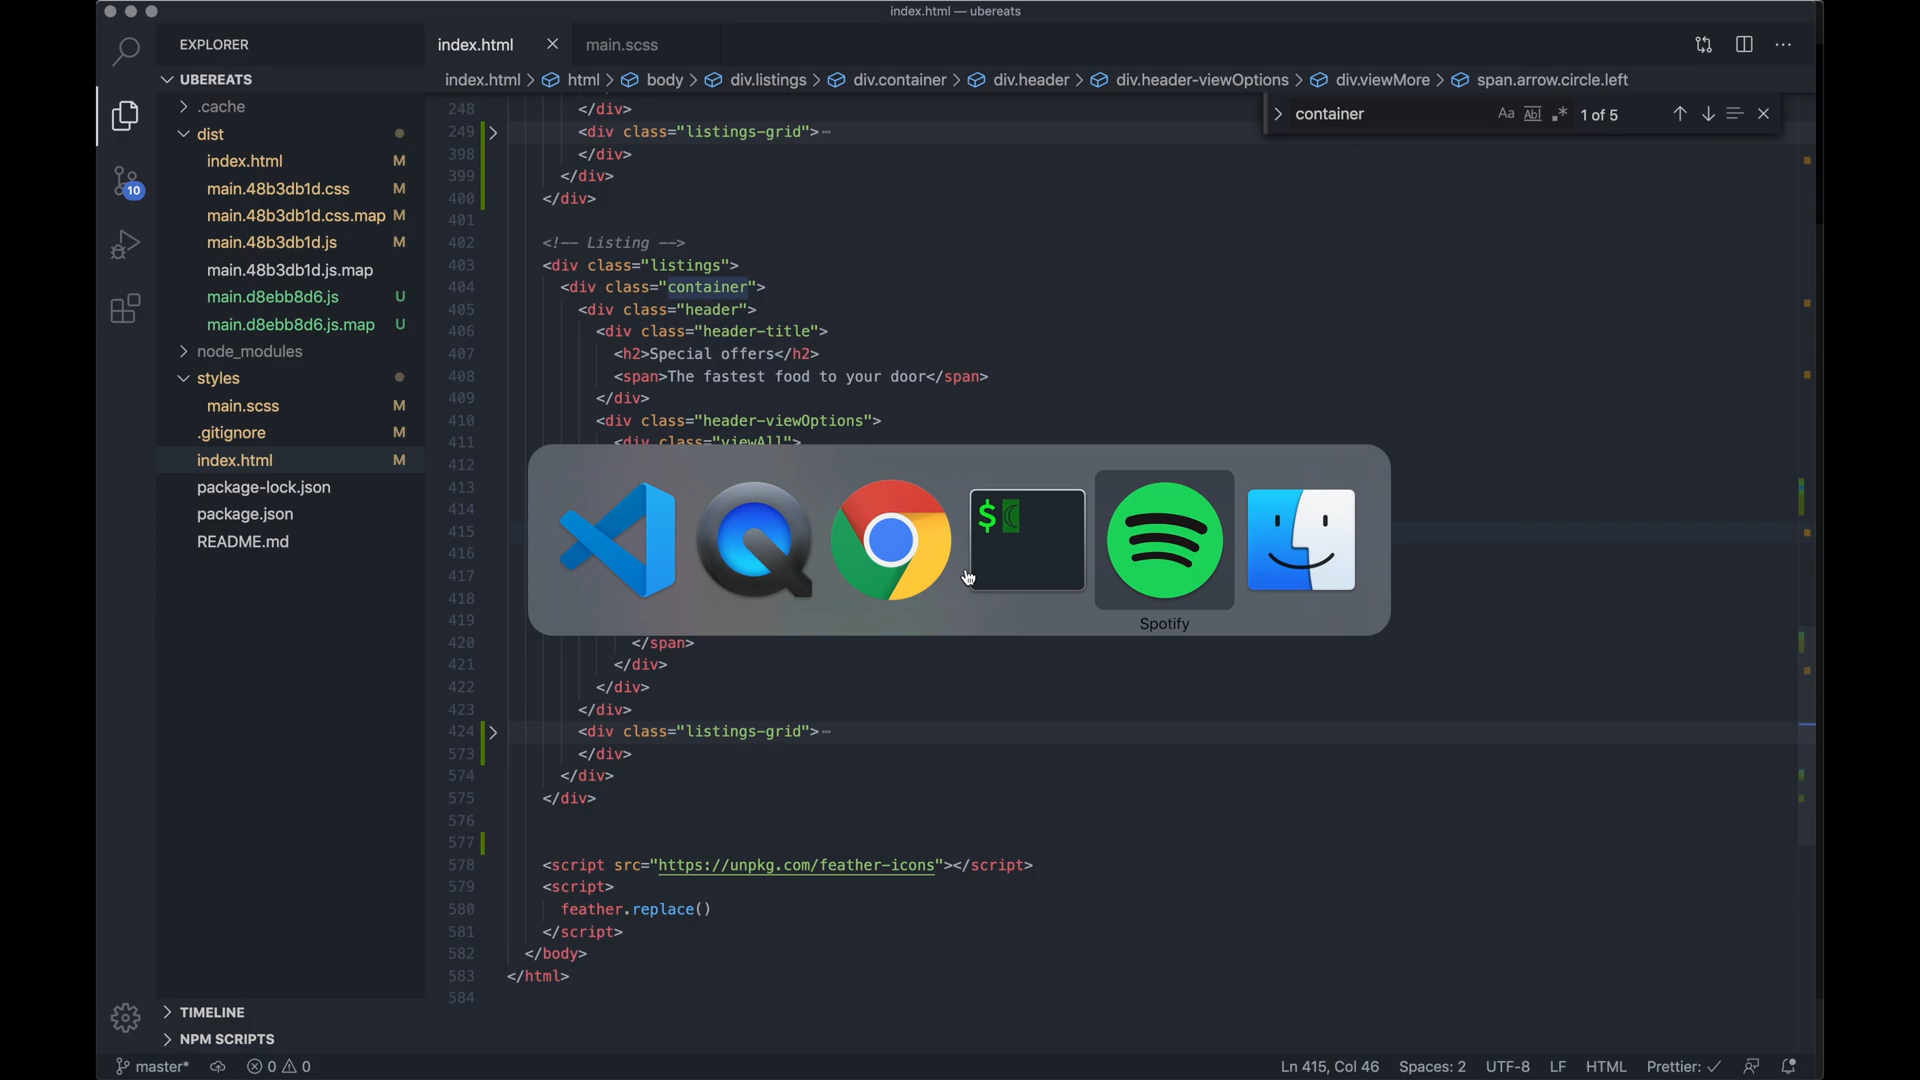 index.html — ubereats
EXPLORER
index.html
main.scss
UBEREATS
index.html > html > body > div.listings > div.container > div.header > div.header-viewOptions > div.viewMore > span.arrow.circle.left
container
Aa
Abl
.*
1 of 5
.cache
dist
index.html M
main.48b3db1d.css M
main.48b3db1d.css.map M
main.48b3db1d.js M
main.48b3db1d.js.map
main.d8ebb8d6.js U
main.d8ebb8d6.js.map U
node_modules
styles
main.scss M
.gitignore M
index.html M
package-lock.json
package.json
README.md
10
TIMELINE
NPM SCRIPTS
248 </div>
249 <div class="listings-grid">⋯
398 </div>
399 </div>
400 </div>
401
402 <!-- Listing -->
403 <div class="listings">
404 <div class="container">
405 <div class="header">
406 <div class="header-title">
407 <h2>Special offers</h2>
408 <span>The fastest food to your door</span>
409 </div>
410 <div class="header-viewOptions">
411 <div class="viewAll">
412
413
414
415
416
417
418
419
420 </span>
421 </div>
422 </div>
423 </div>
424 <div class="listings-grid">⋯
573 </div>
574 </div>
575 </div>
576
577
578 <script src="https://unpkg.com/feather-icons"></script>
579 <script>
580 feather.replace()
581 </script>
582 </body>
583 </html>
584
$
Spotify
master*
0
0
Ln 415, Col 46
Spaces: 2
UTF-8
LF
HTML
Prettier: ✓